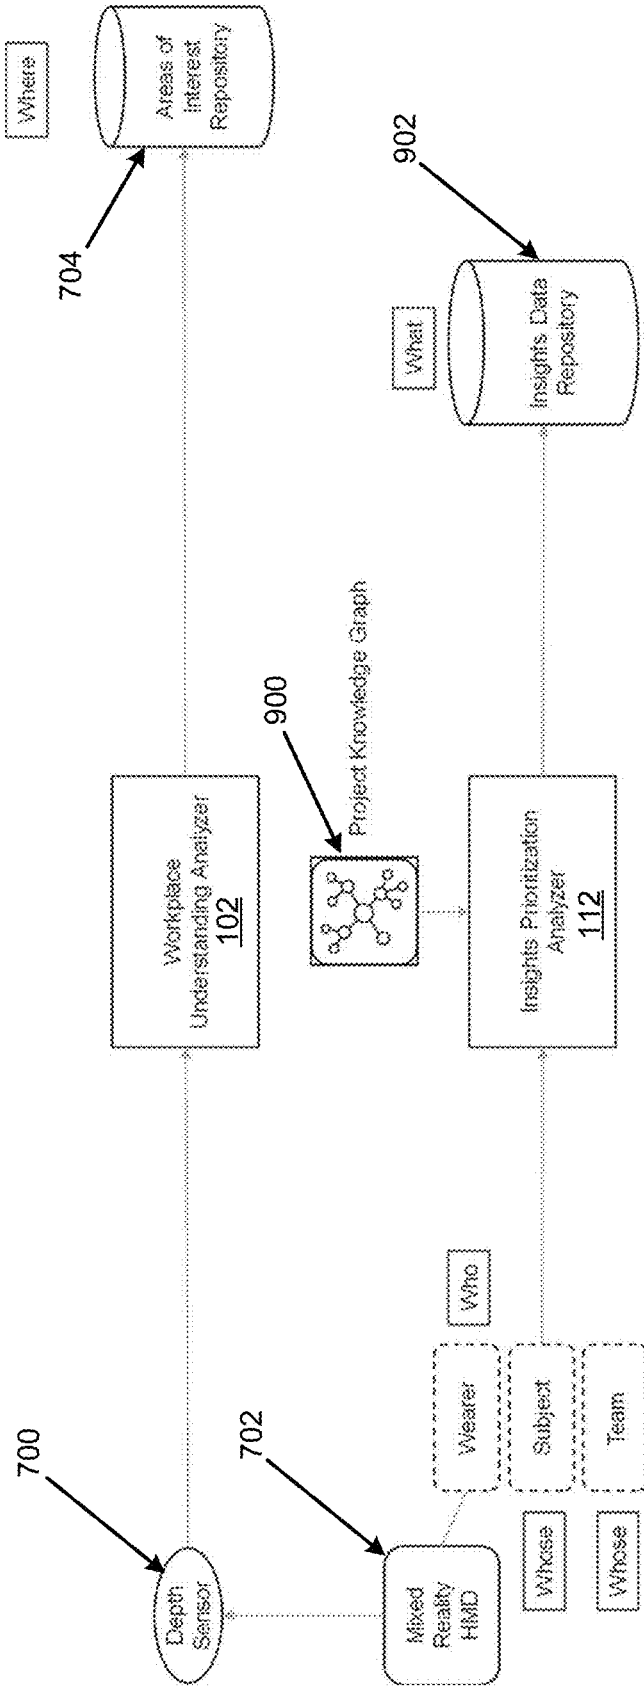 700
Depth
Sensor
702
Mixed
Reality
HMD
Wearer
Who
Subject
Whose
Team
Whose
Workplace
Understanding Analyzer
102
900
Project Knowledge Graph
Insights Prioritization
Analyzer
112
704
Where
Areas of
Interest
Repository
902
What
Insights Data
Repository